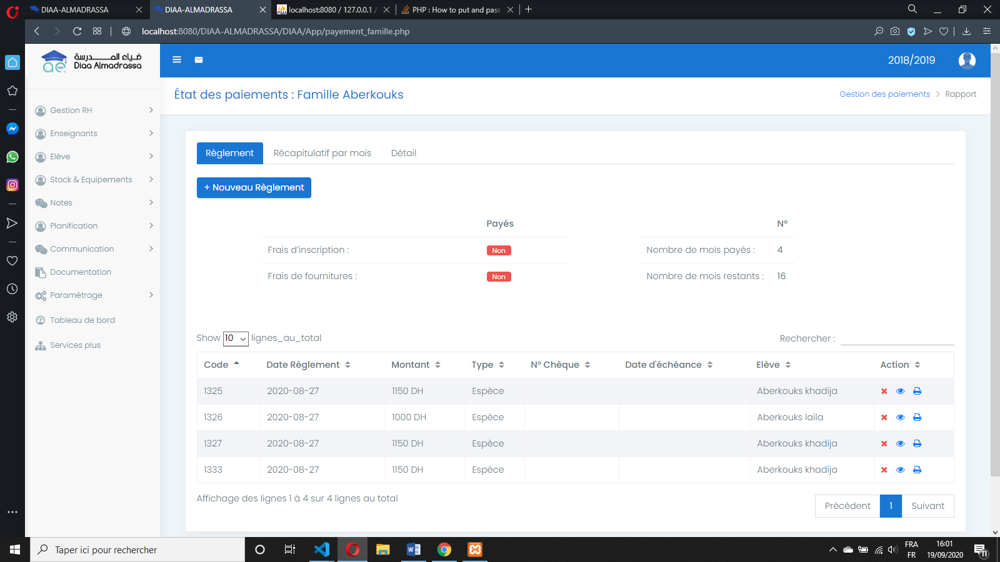 DIAA-ALMADRASSA
DIAA-ALMADRASSA
localhost:8080 / 127.0.0.1 /
PHP : How to put and pass
localhost:8080/DIAA-ALMADRASSA/DIAA/App/payement_famille.php
ضياء المـــدرسة
Diaa Almadrassa
2018/2019
État des paiements : Famille Aberkouks
Gestion des paiements > Rapport
Gestion RH
Enseignants
Elève
Stock & Equipements
Notes
Planification
Communication
Documentation
Paramétrage
Tableau de bord
Services plus
Règlement Récapitulatif par mois Détail
+ Nouveau Règlement
Payés
Frais d'inscription : Non
Frais de fournitures : Non
N°
Nombre de mois payés : 4
Nombre de mois restants : 16
Show 10 lignes_au_total
Rechercher :
Code Date Règlement Montant Type N° Chèque Date d'échéance Elève Action
1325 2020-08-27 1150 DH Espèce Aberkouks khadija
1326 2020-08-27 1000 DH Espèce Aberkouks laila
1327 2020-08-27 1150 DH Espèce Aberkouks khadija
1333 2020-08-27 1150 DH Espèce Aberkouks khadija
Affichage des lignes 1 à 4 sur 4 lignes au total
Précédent 1 Suivant
Taper ici pour rechercher
FRA
FR
16:01
19/09/2020
11